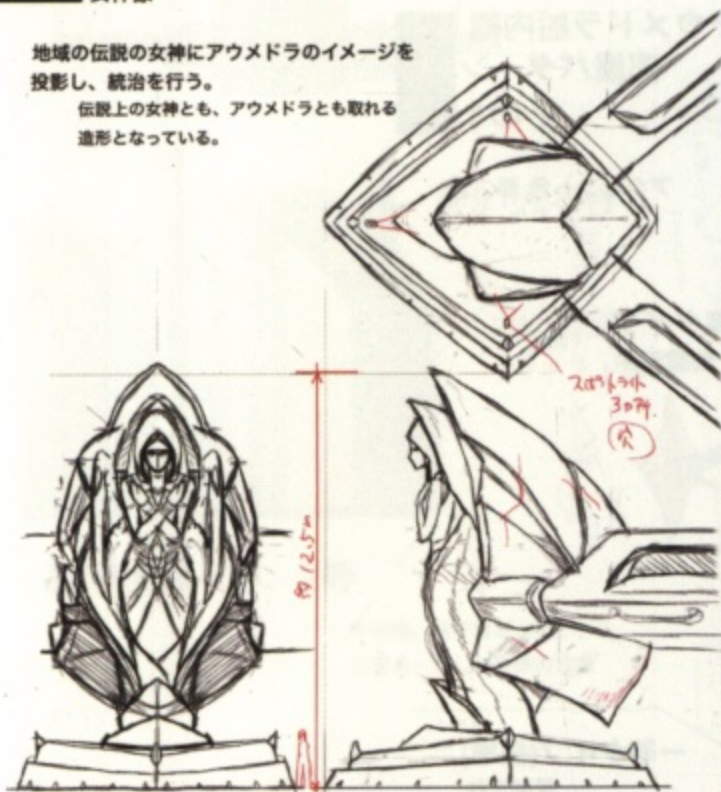 地域の伝説の女神にアウメドラのイメージを
投影し、統治を行う。
伝説上の女神とも、アウメドラとも取れる
造形となっている。
スポットライト
3ヵ所
穴
約12.5m